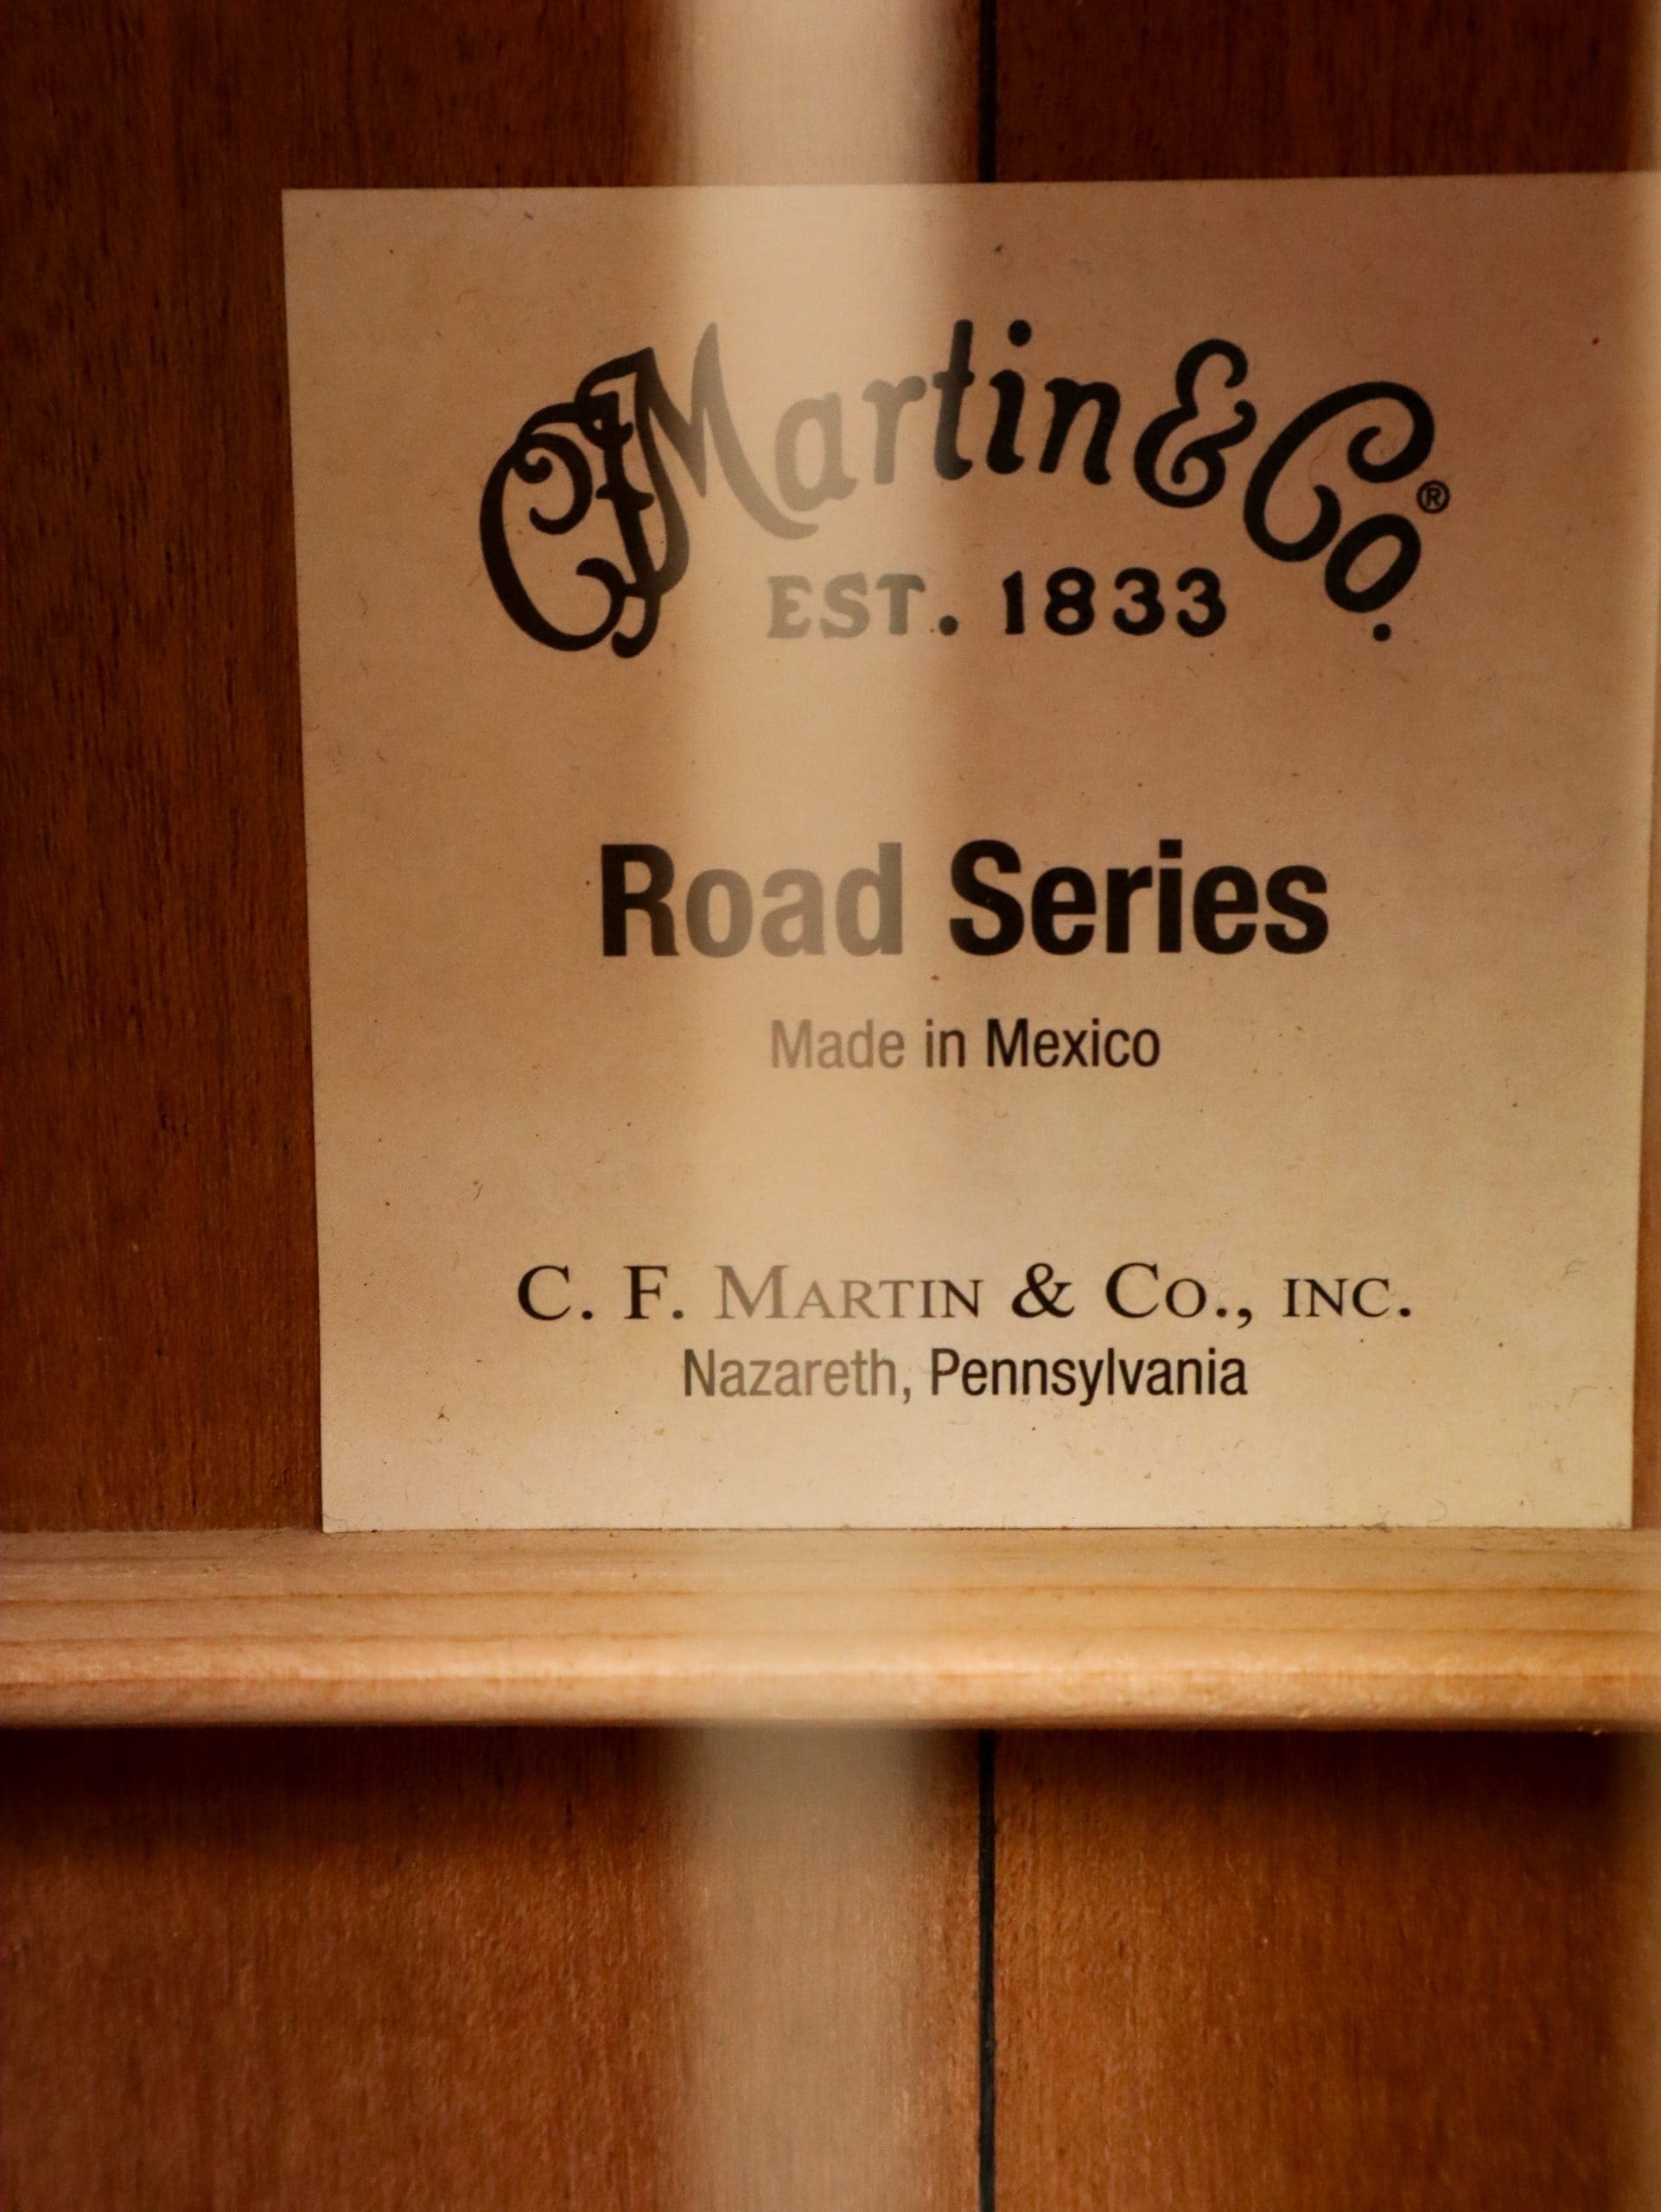 CFMartin & Co.®
EST. 1833
Road Series
Made in Mexico
C. F. MARTIN & CO., INC.
Nazareth, Pennsylvania